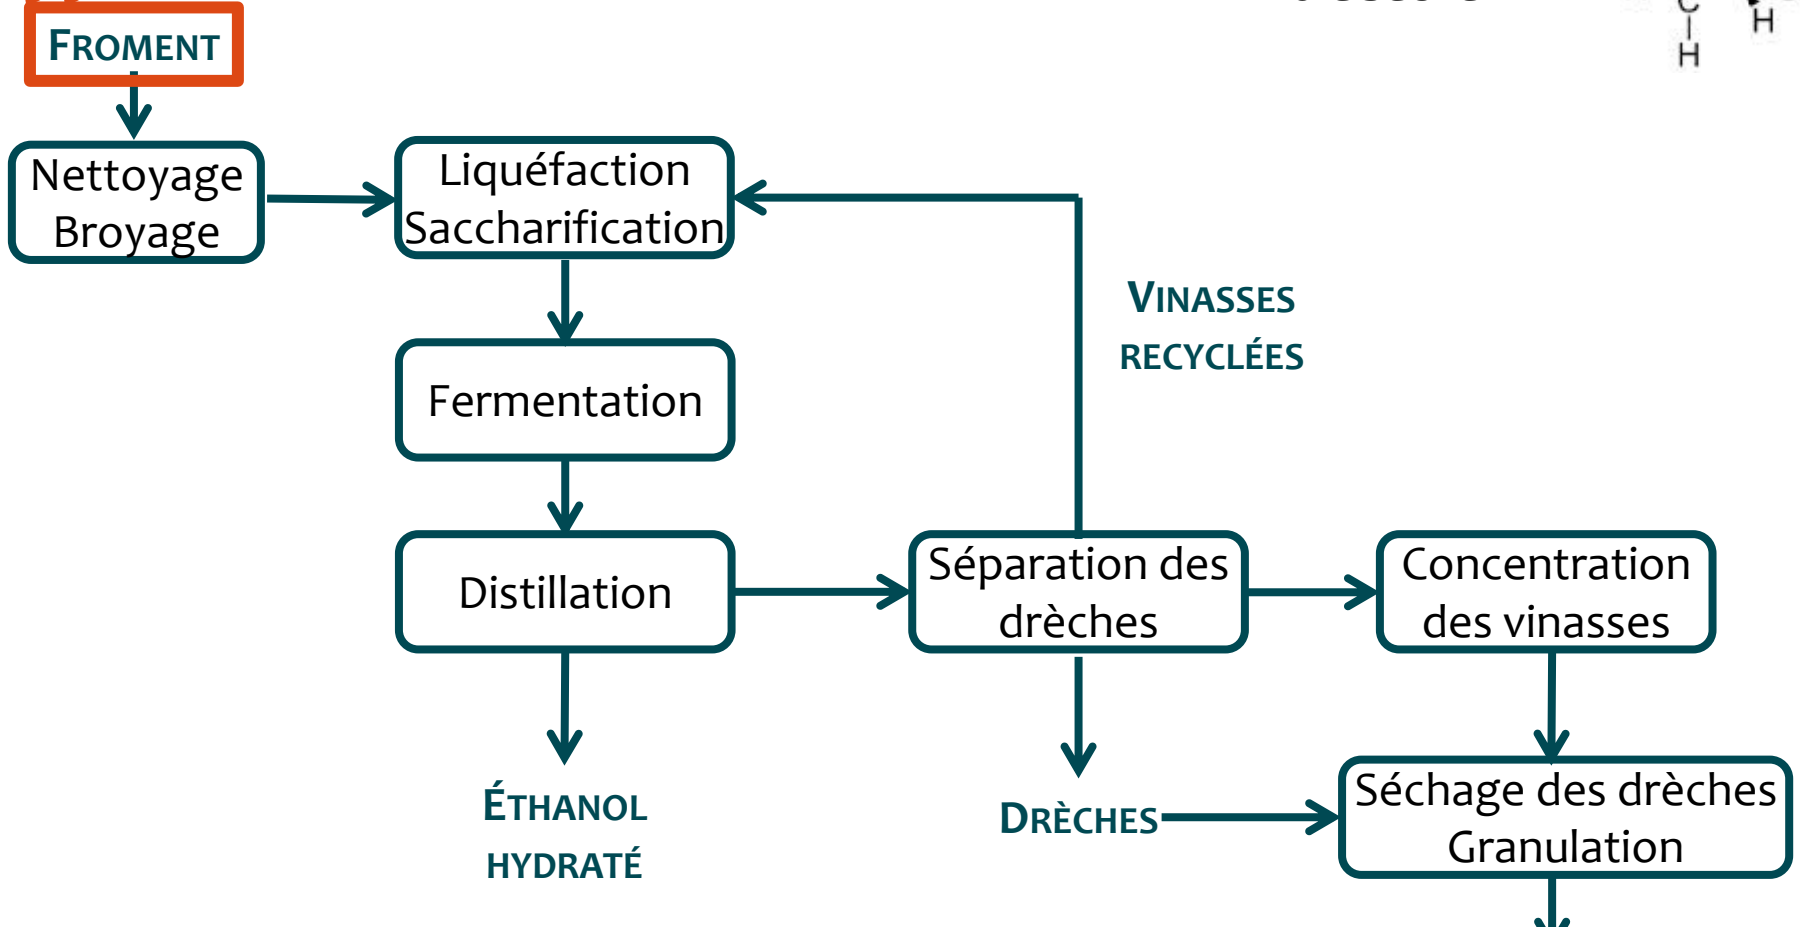 FROMENT
C
H
H
Nettoyage
Broyage
Liquéfaction
Saccharification
VINASSES
RECYCLÉES
Fermentation
Distillation
Séparation des
drèches
Concentration
des vinasses
ÉTHANOL
HYDRATÉ
DRÈCHES
Séchage des drèches
Granulation